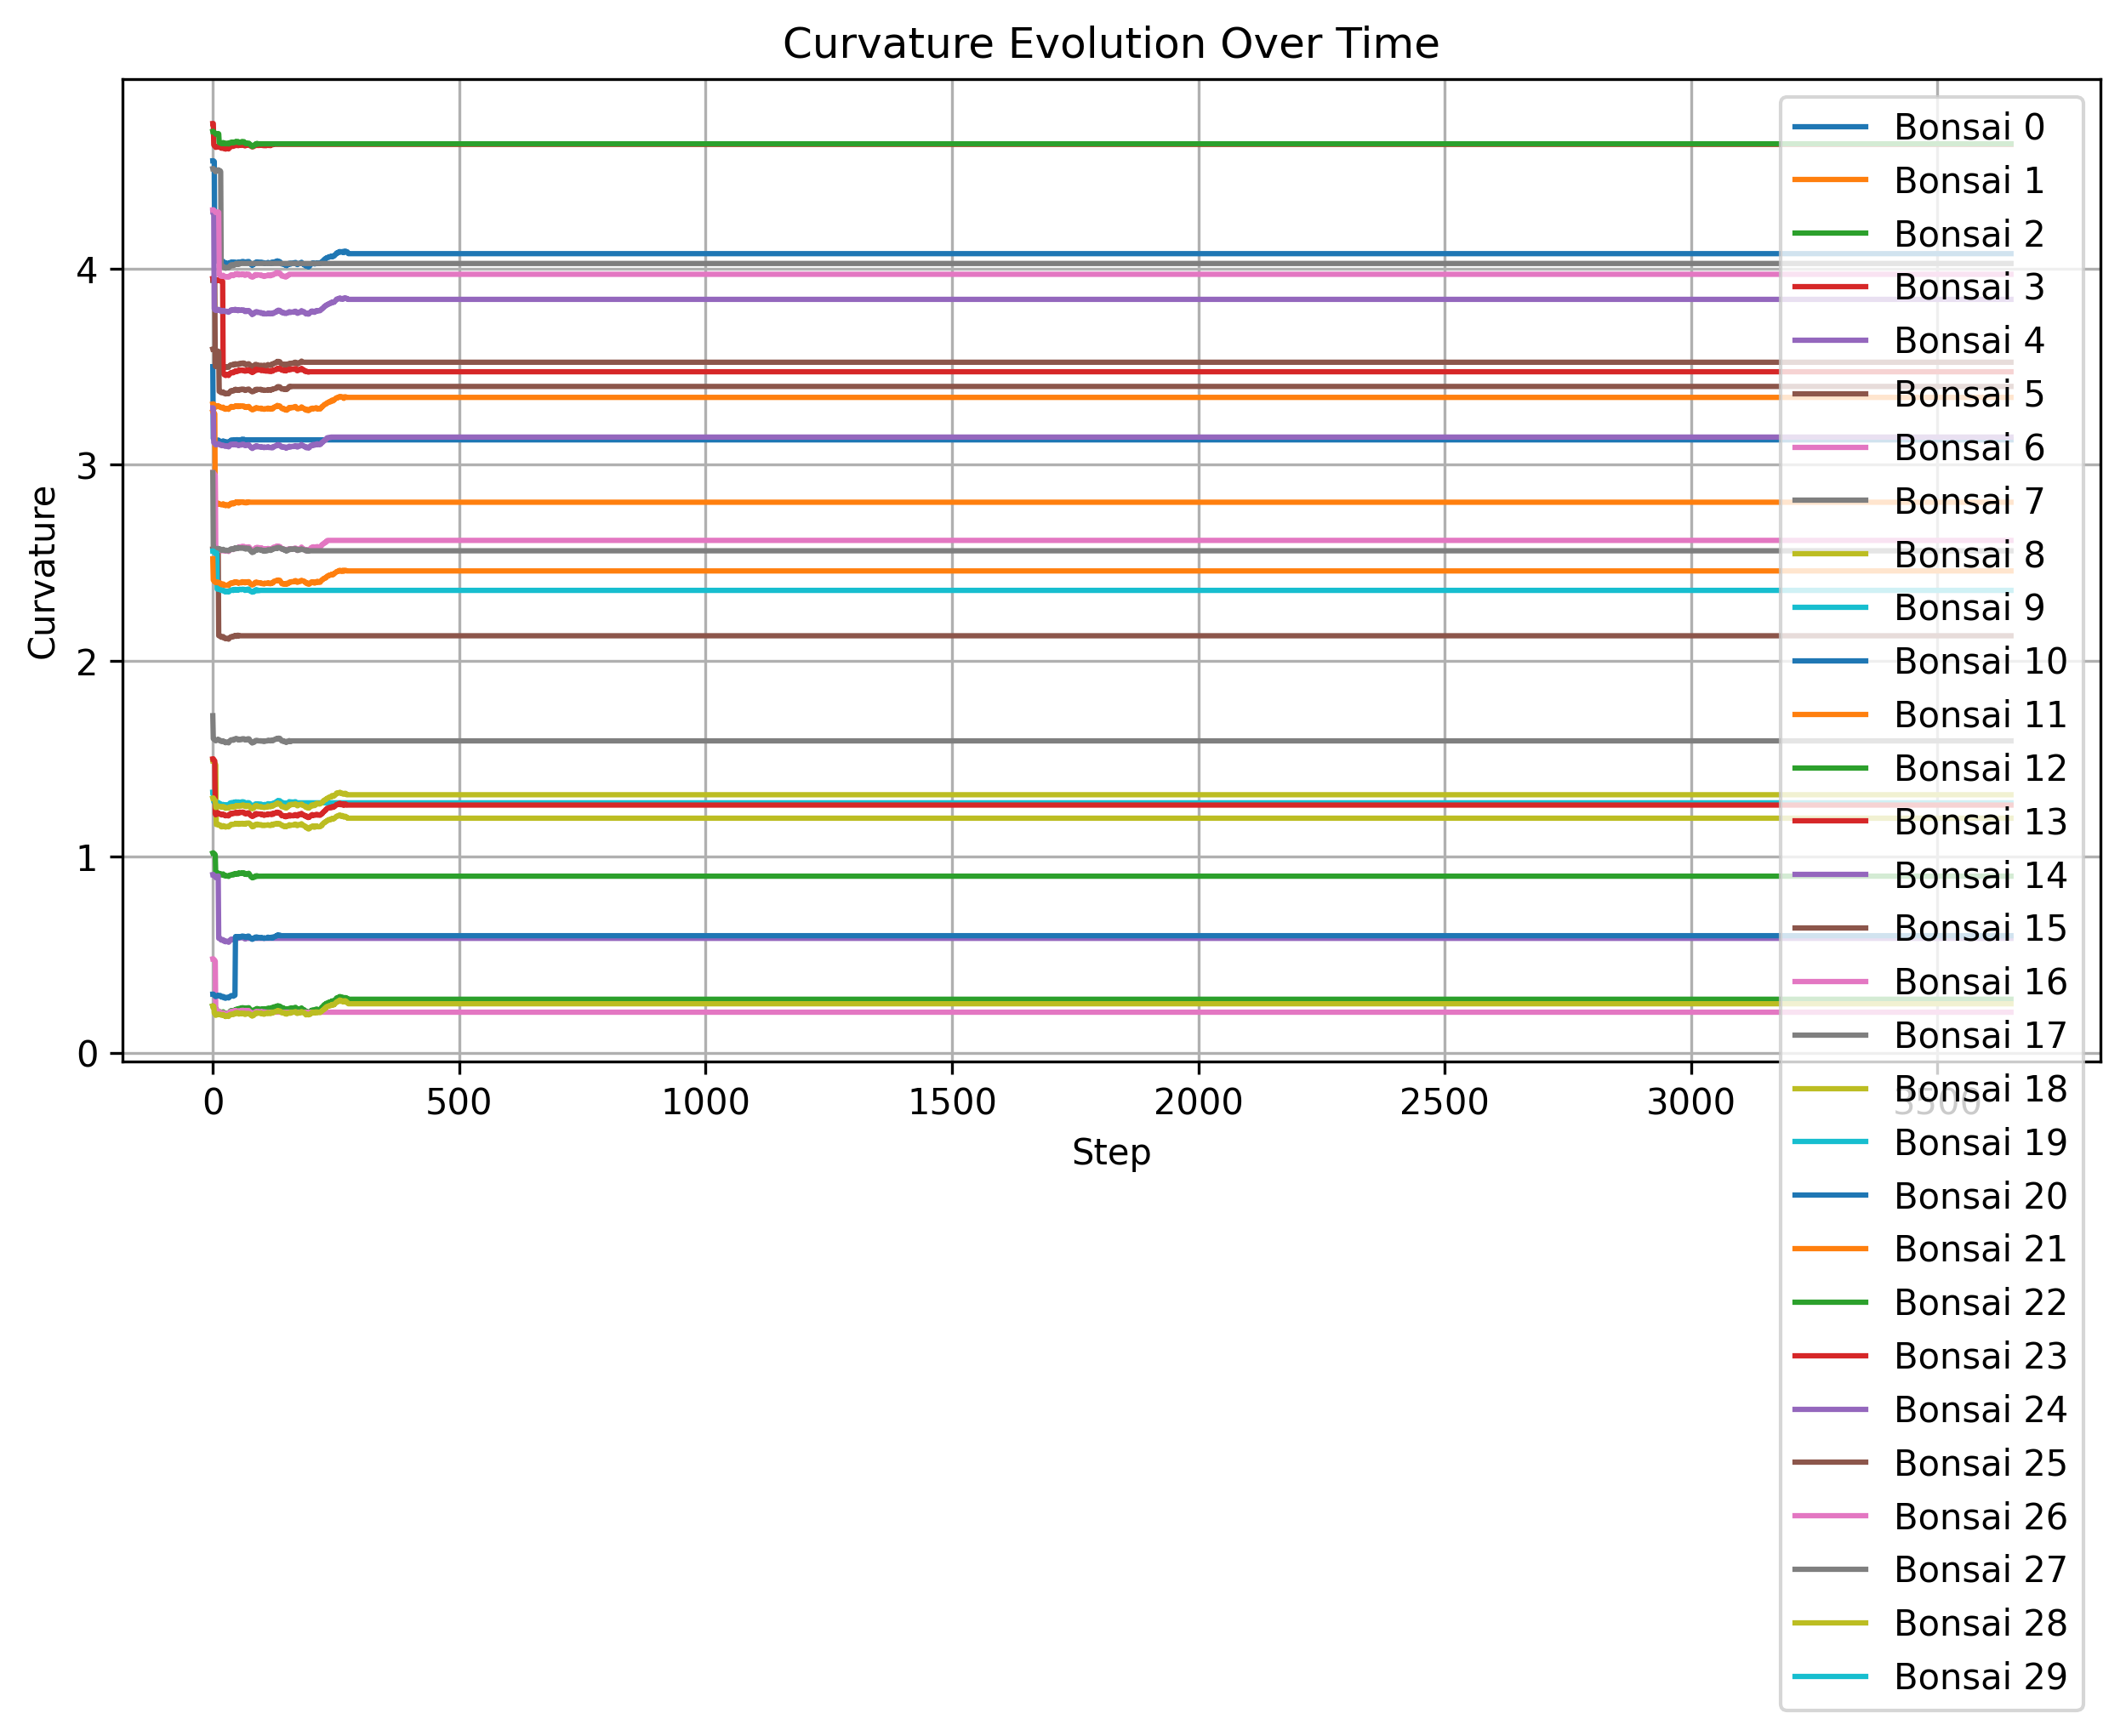 Curvature Evolution Over Time
Curvature
4
3
2
1
0
0 500 1000 1500 2000 2500 3000 3500
Step
Bonsai 0
Bonsai 1
Bonsai 2
Bonsai 3
Bonsai 4
Bonsai 5
Bonsai 6
Bonsai 7
Bonsai 8
Bonsai 9
Bonsai 10
Bonsai 11
Bonsai 12
Bonsai 13
Bonsai 14
Bonsai 15
Bonsai 16
Bonsai 17
Bonsai 18
Bonsai 19
Bonsai 20
Bonsai 21
Bonsai 22
Bonsai 23
Bonsai 24
Bonsai 25
Bonsai 26
Bonsai 27
Bonsai 28
Bonsai 29